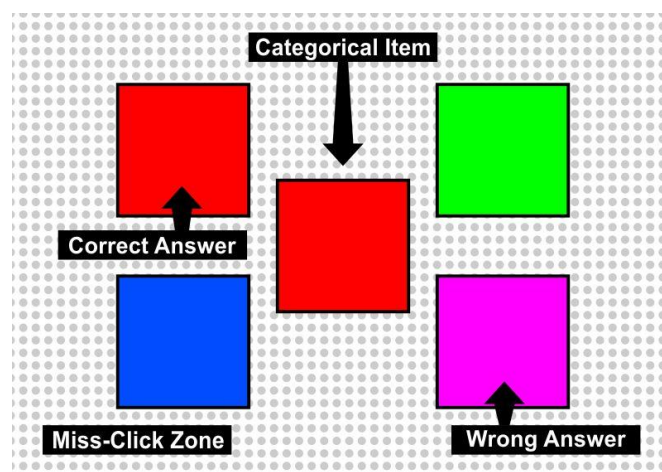 Categorical Item
Correct Answer
Miss-Click Zone
Wrong Answer